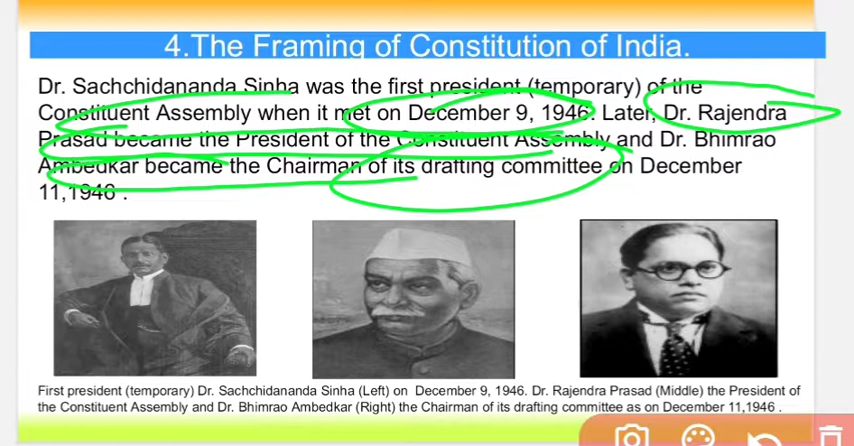 4.The Framing of Constitution of India.
Dr. Sachchidananda Sinha was the first president (temporary) of the
Constituent Assembly when it met on December 9, 1946. Later, Dr. Rajendra
Prasad became the President of the Constituent Assembly and Dr. Bhimrao
Ambedkar became the Chairman of its drafting committee on December
11,1946 .
First president (temporary) Dr. Sachchidananda Sinha (Left) on December 9, 1946. Dr. Rajendra Prasad (Middle) the President of
the Constituent Assembly and Dr. Bhimrao Ambedkar (Right) the Chairman of its drafting committee as on December 11,1946 .